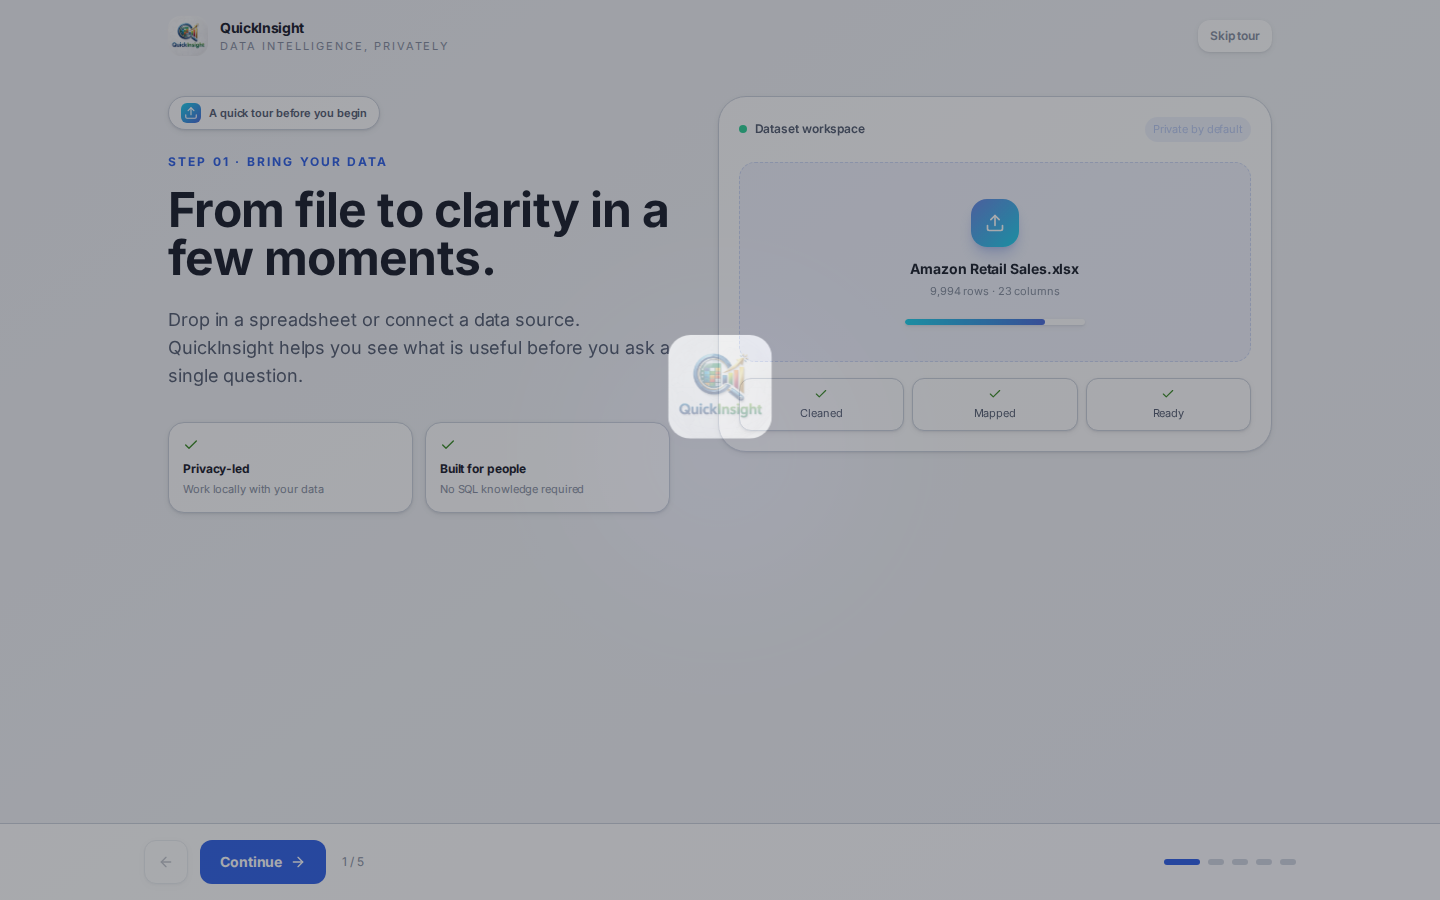 QuickInsight
DATA INTELLIGENCE, PRIVATELY
Skip tour
A quick tour before you begin
STEP 01 · BRING YOUR DATA
From file to clarity in a
few moments.
Drop in a spreadsheet or connect a data source.
QuickInsight helps you see what is useful before you ask a
single question.
Privacy-led
Work locally with your data
Built for people
No SQL knowledge required
Dataset workspace
Private by default
Amazon Retail Sales.xlsx
9,994 rows · 23 columns
Cleaned
Mapped
Ready
QuickInsight
Continue
1 / 5